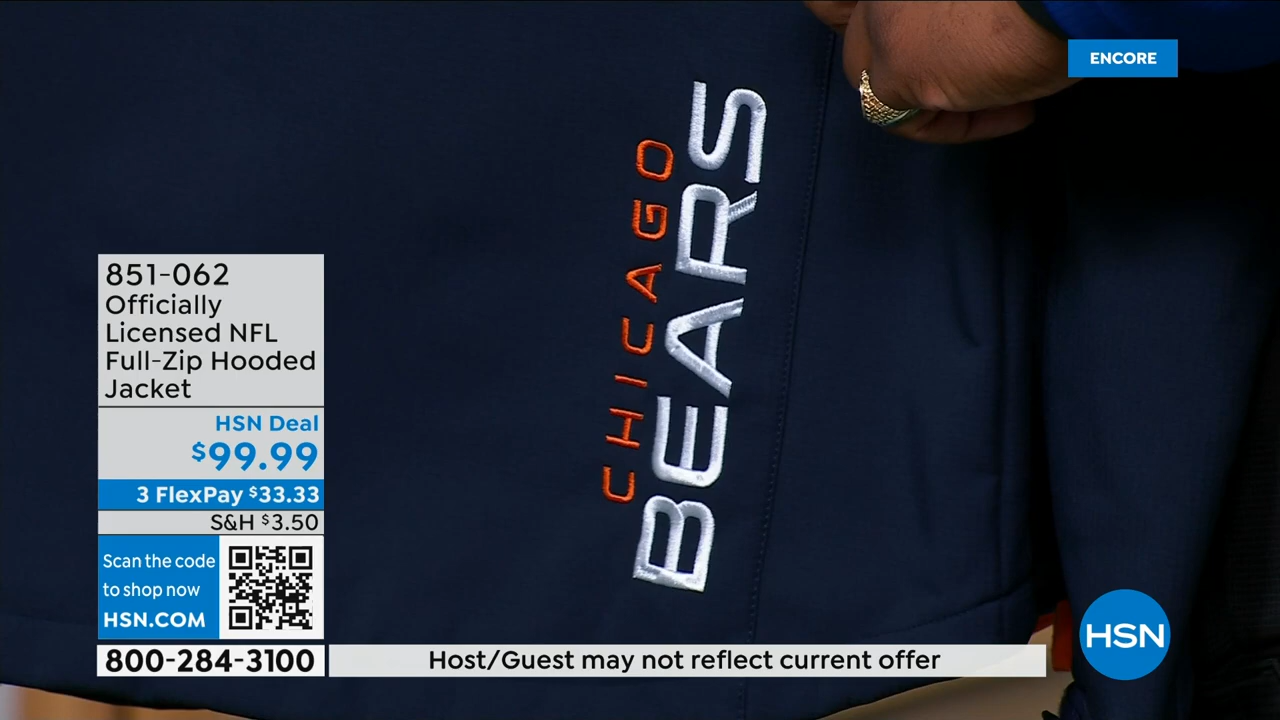 ENCORE
CHICAGO
BEARS
851-062
Officially
Licensed NFL
Full-Zip Hooded
Jacket
HSN Deal
$99.99
3 FlexPay $33.33
S&H $3.50
Scan the code
to shop now
HSN.COM
800-284-3100
Host/Guest may not reflect current offer
HSN